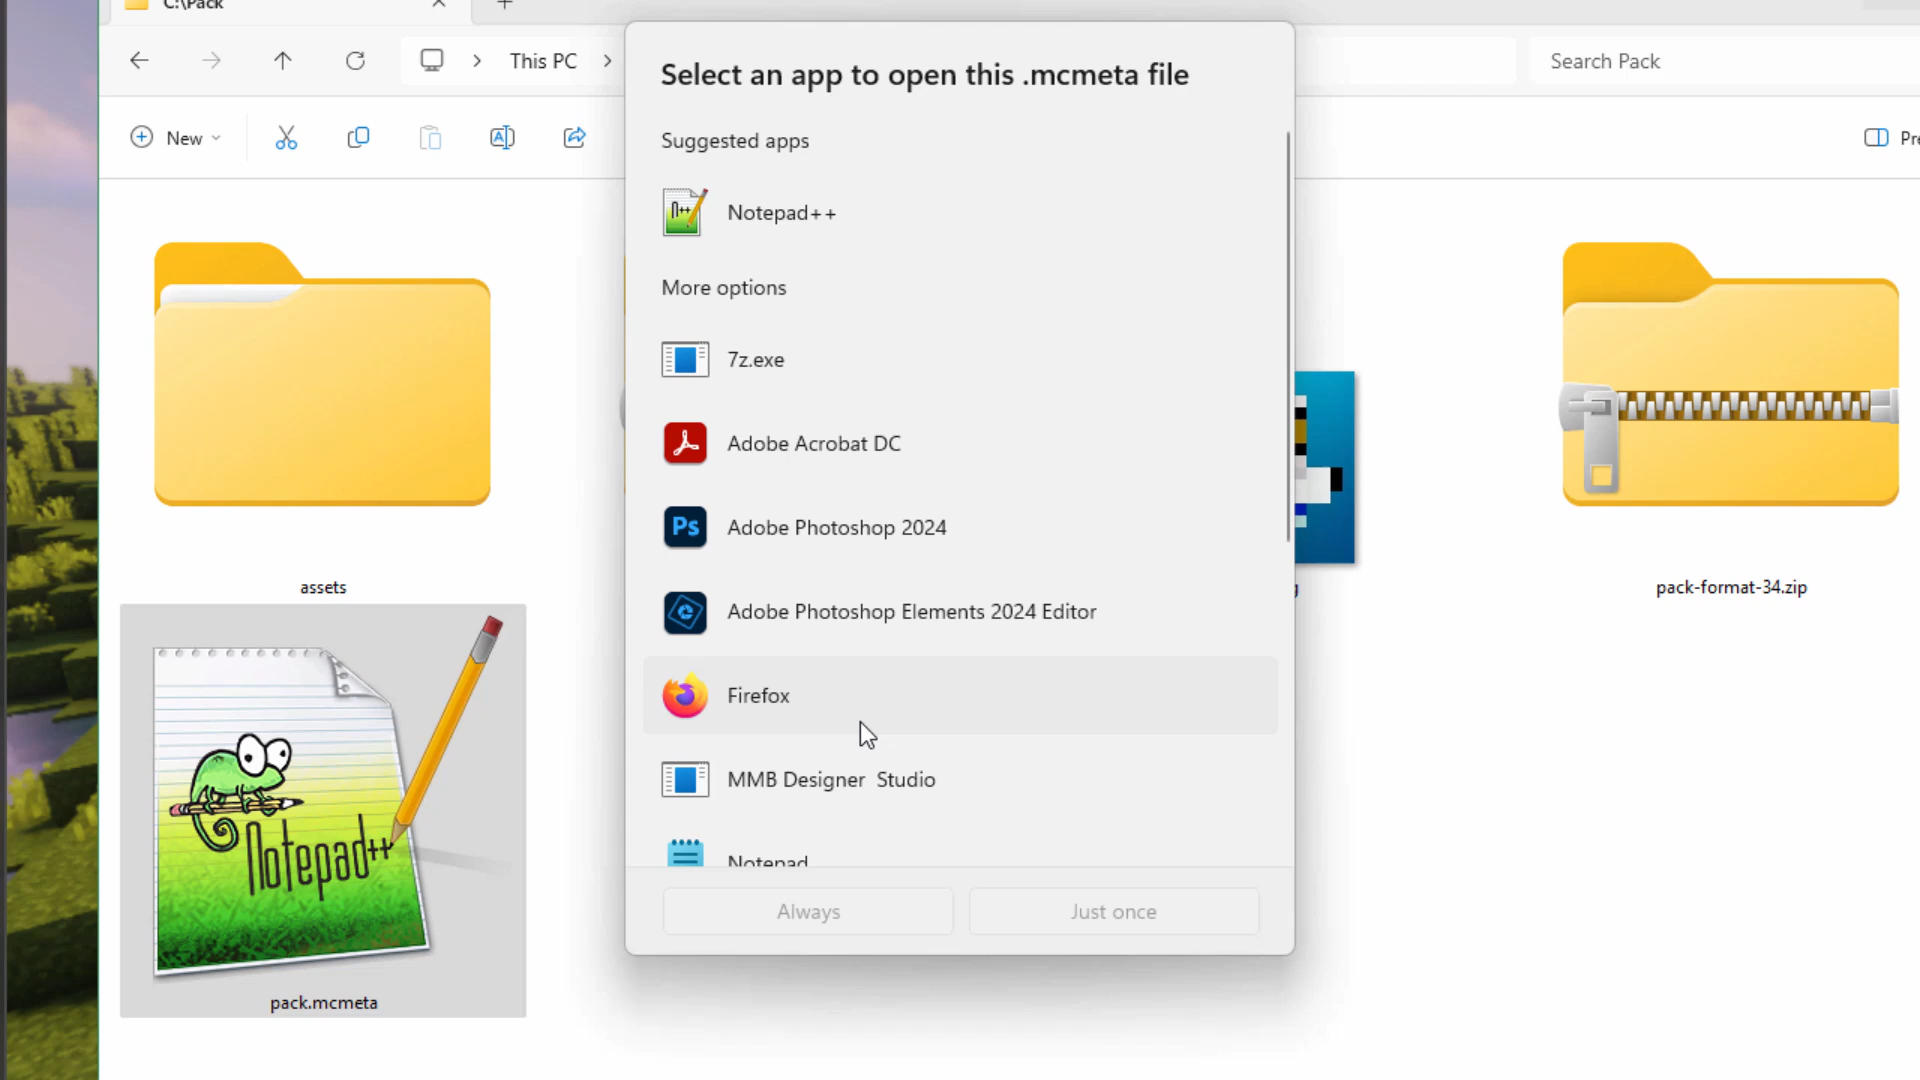 C:\Pack
This PC
Search Pack
New
Select an app to open this .mcmeta file
Suggested apps
n++
Notepad++
More options
7z.exe
Adobe Acrobat DC
Ps
Adobe Photoshop 2024
Adobe Photoshop Elements 2024 Editor
Firefox
MMB Designer  Studio
Notepad
Always
Just once
assets
pack-format-34.zip
Notepad++
pack.mcmeta